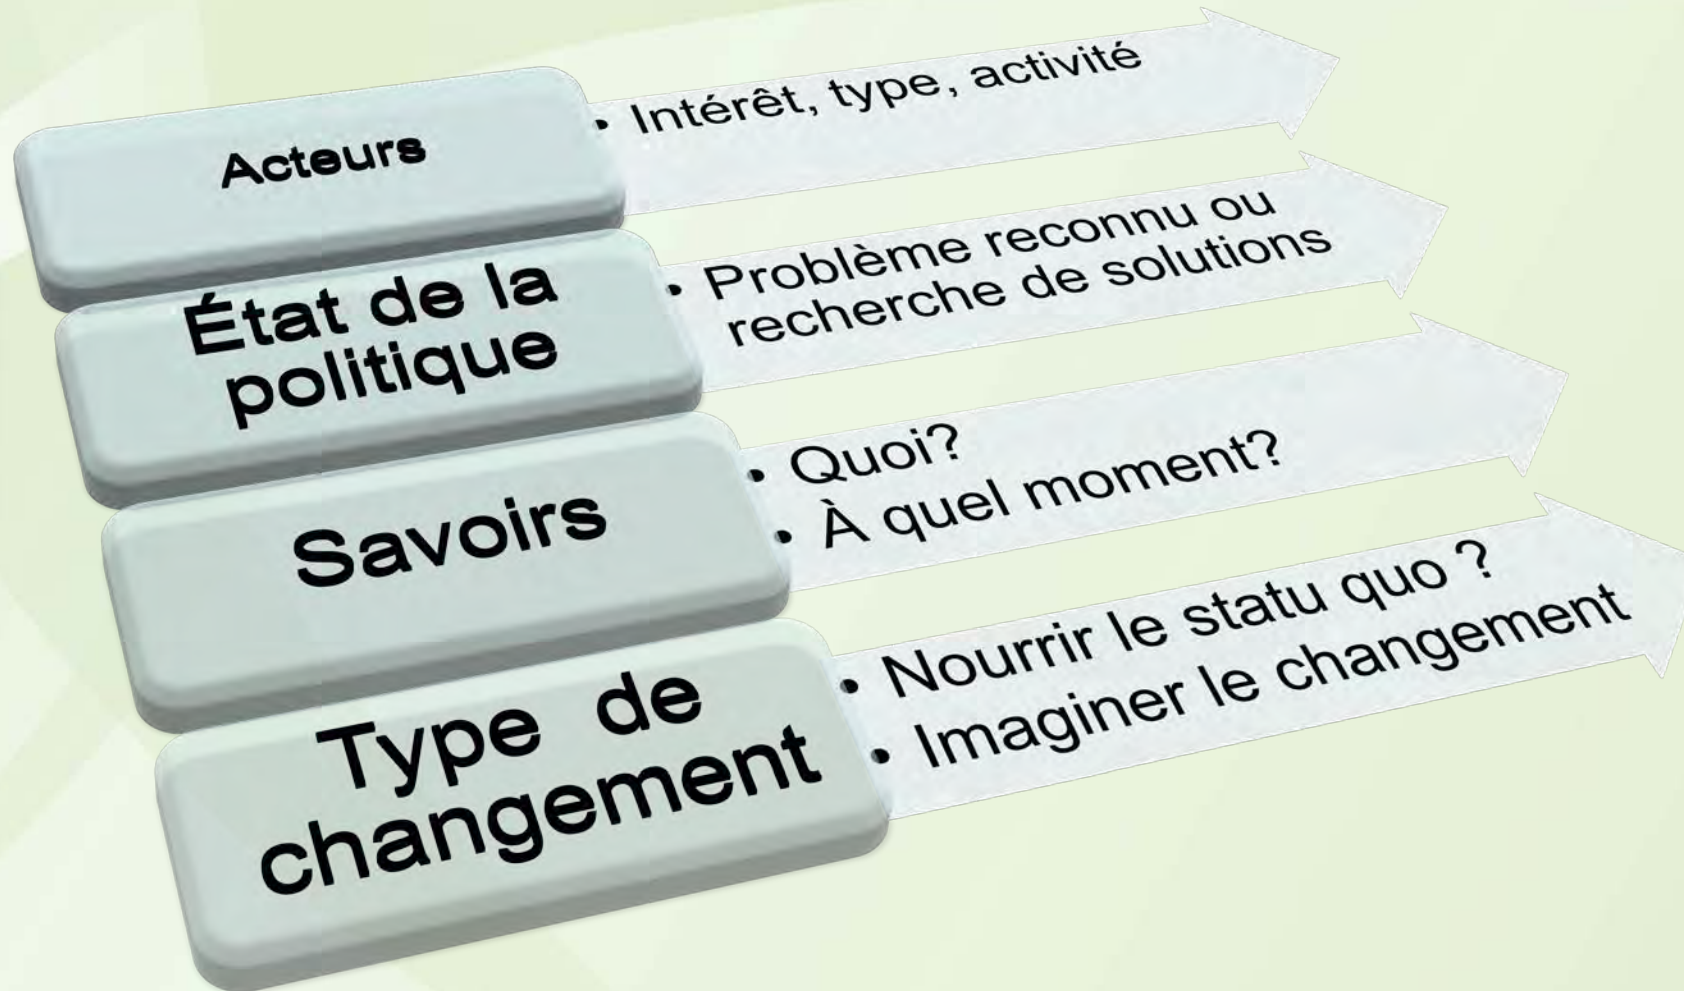 Acteurs
• Intérêt, type, activité
État de la
politique
• Problème reconnu ou
recherche de solutions
Savoirs
• Quoi?
• À quel moment?
Type de
changement
• Nourrir le statu quo ?
• Imaginer le changement